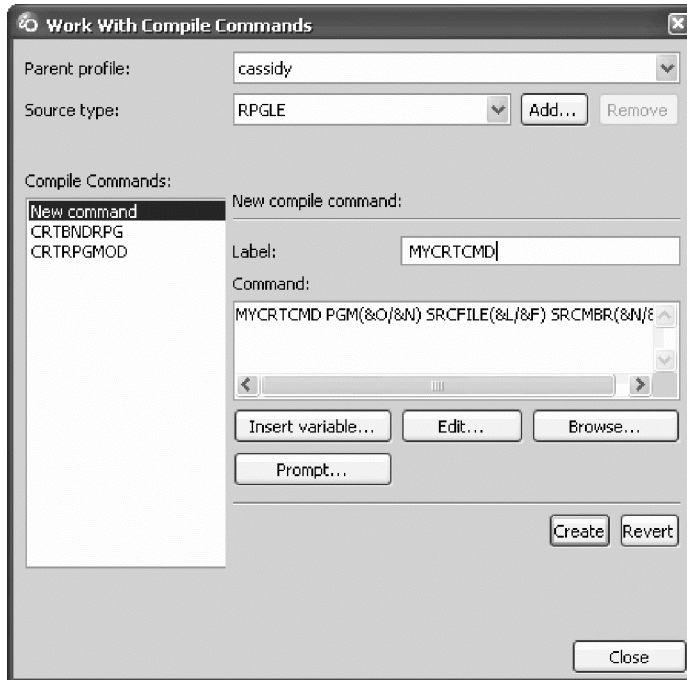 Work With Compile Commands
Parent profile: cassidy
Source type: RPGLE Add... Remove
Compile Commands:
New command
CRTBNDRPG
CRTRPGMOD
New compile command:
Label: MYCRTCMD
Command:
MYCRTCMD PGM(&O/&N) SRCFILE(&L/&F) SRCMBR(&N/&
Insert variable... Edit... Browse...
Prompt...
Create Revert
Close